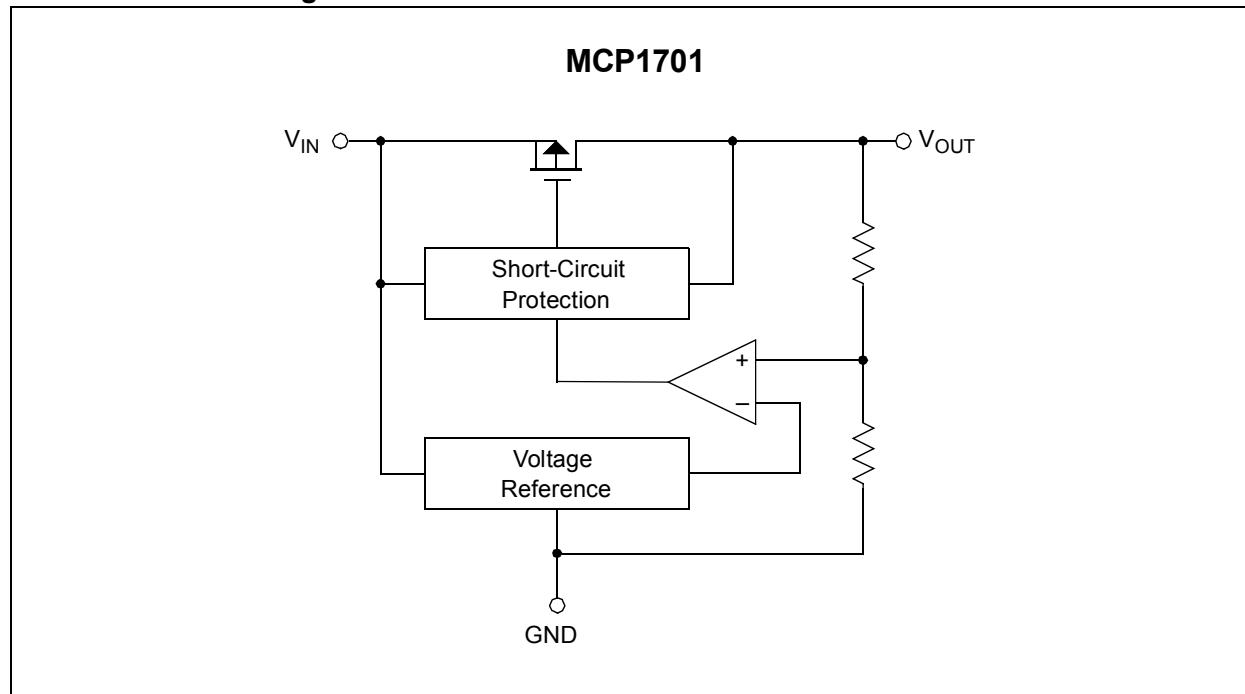 MCP1701
V_IN
V_OUT
Short-Circuit
Protection
+
–
Voltage
Reference
GND